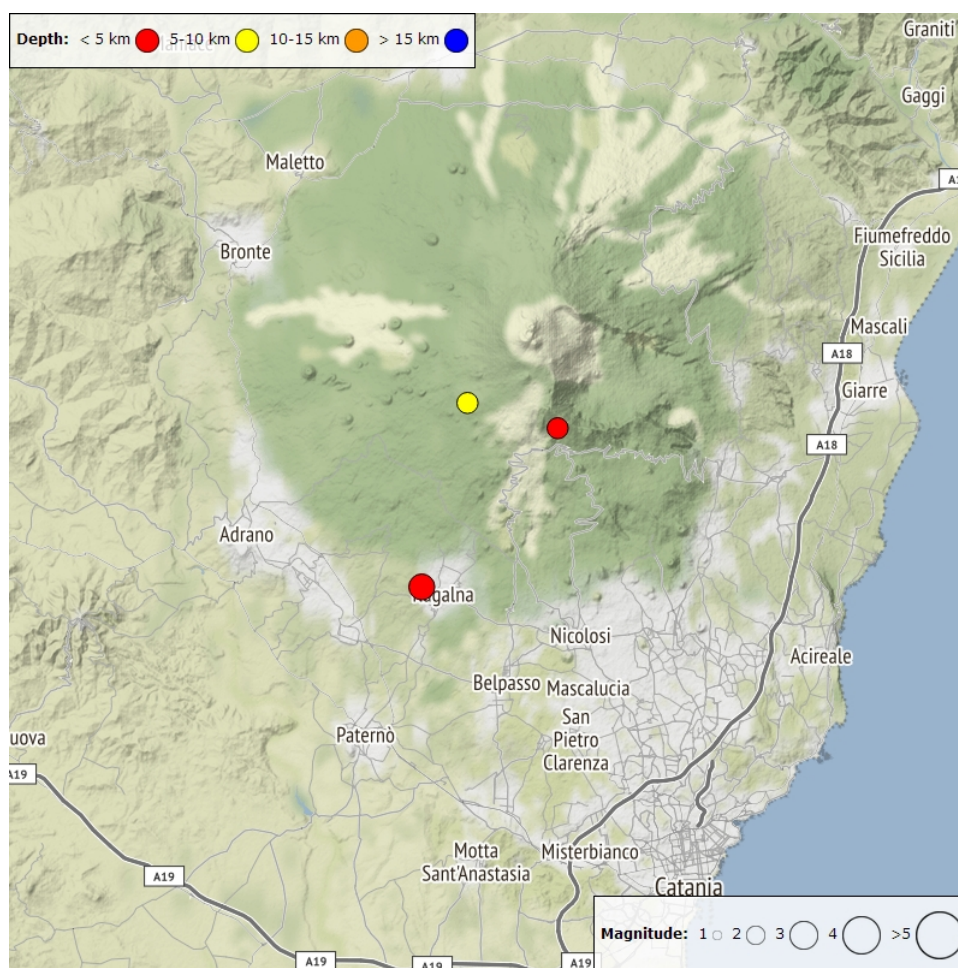 Depth: < 5 km 5-10 km 10-15 km > 15 km
Graniti
Gaggi
Maletto
Bronte
Fiumefreddo
Sicilia
Mascali
A18
Giarre
A18
Adrano
Nicolosi
Acireale
Belpasso
Mascalucia
San
Pietro
Clarenza
Paternò
A19
Motta
Sant'Anastasia
Misterbianco
A19
Catania
Magnitude: 1 2 3 4 >5
A19
A19
A19